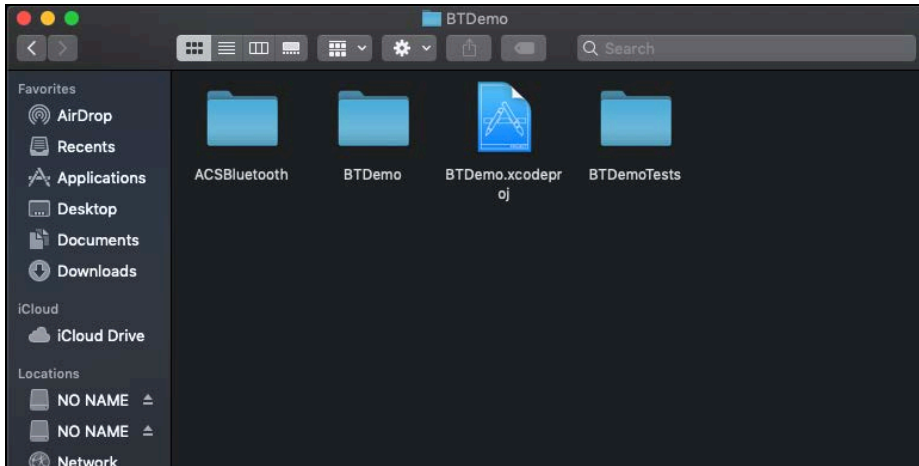 BTDemo
Search
Favorites
AirDrop
Recents
Applications
Desktop
Documents
Downloads
iCloud
iCloud Drive
Locations
NO NAME
NO NAME
Network
ACSBluetooth
BTDemo
BTDemo.xcodepr
oj
BTDemoTests